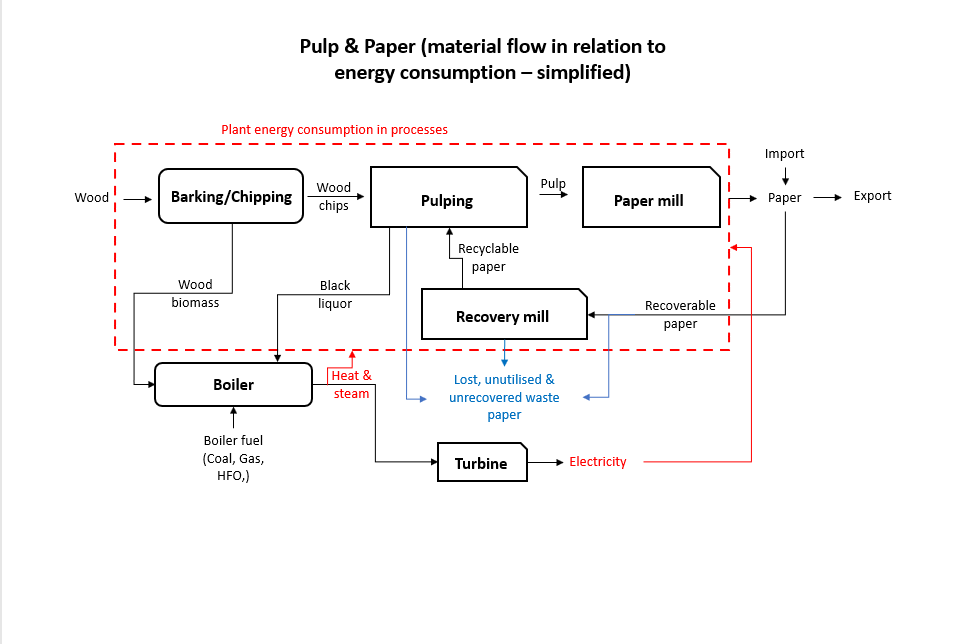 Pulp & Paper (material flow in relation to
energy consumption – simplified)
Plant energy consumption in processes
Import
Wood
Barking/Chipping
Wood
chips
Pulping
Pulp
Paper mill
Paper
Export
Recyclable
paper
Wood
biomass
Black
liquor
Recovery mill
Recoverable
paper
Boiler
Heat &
steam
Lost, unutilised &
unrecovered waste
paper
Boiler fuel
(Coal, Gas,
HFO,)
Turbine
Electricity